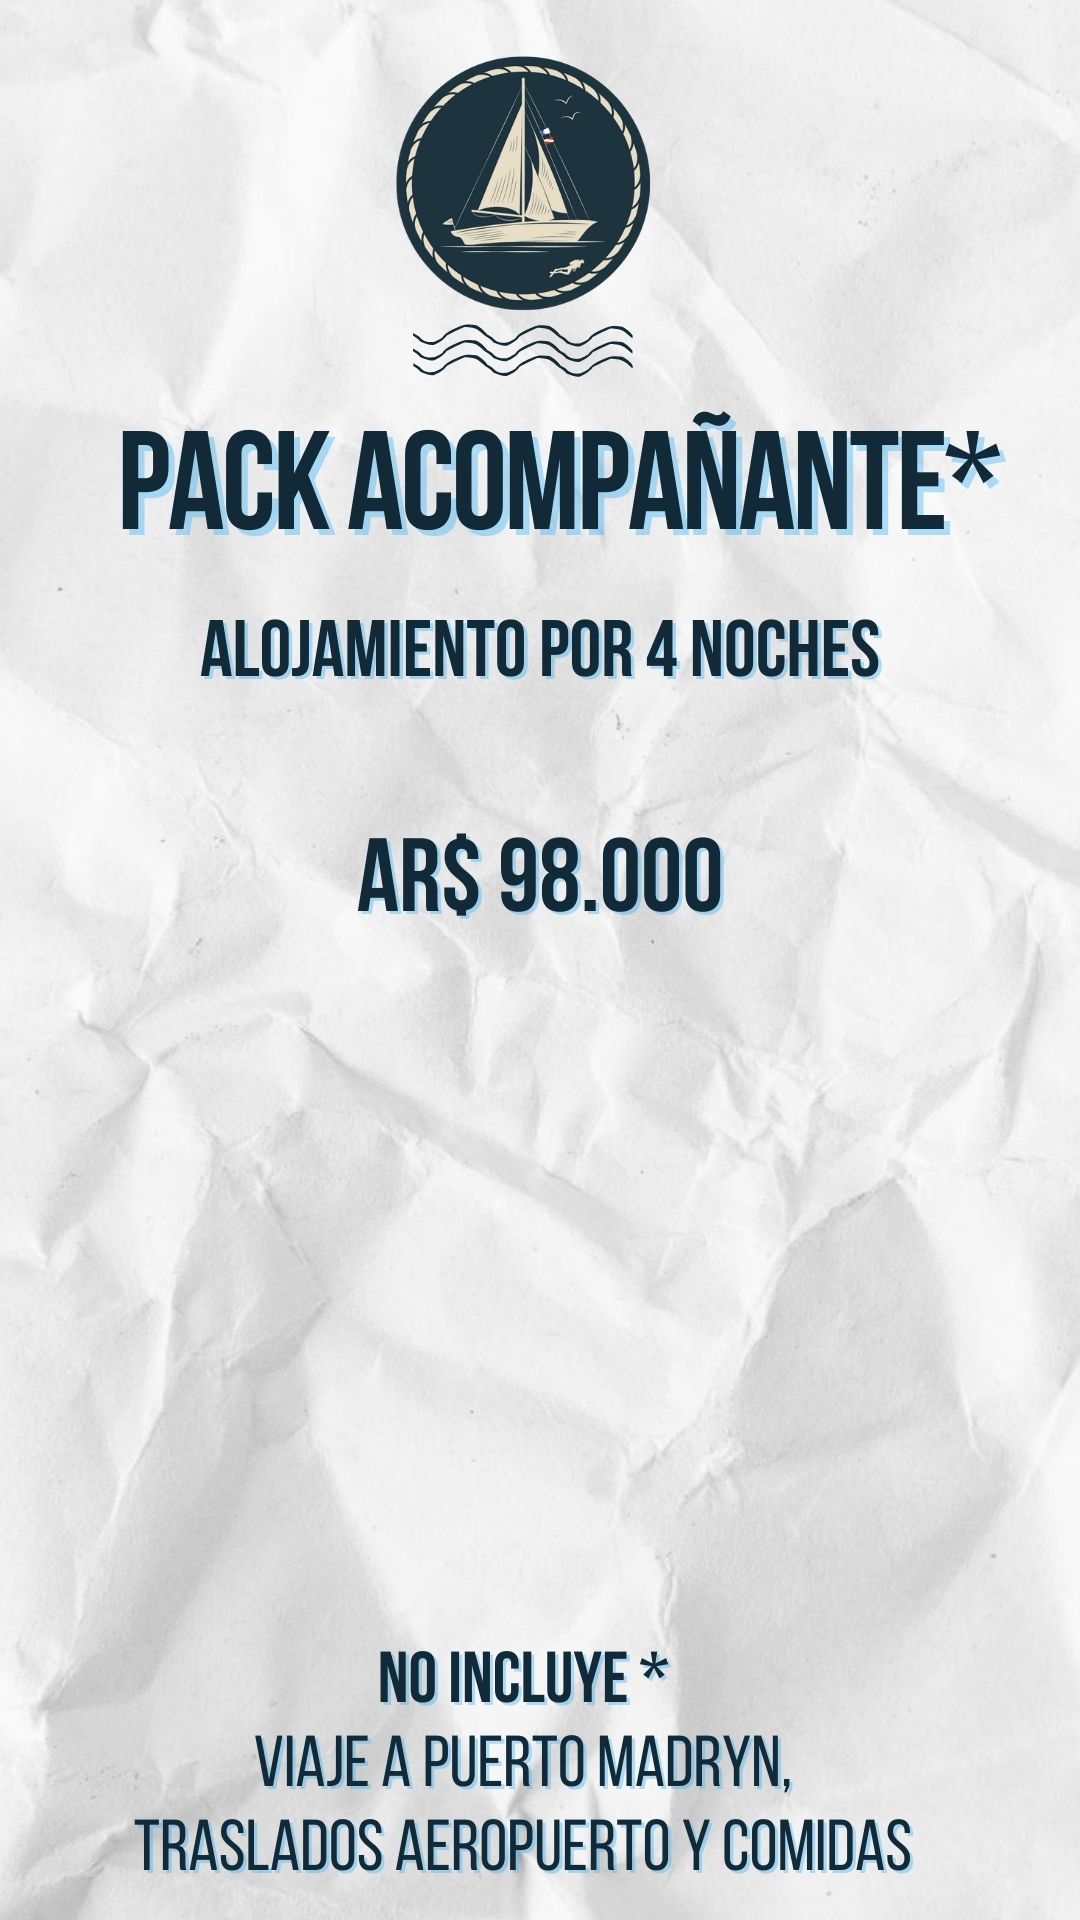 PACK ACOMPAÑANTE*
ALOJAMIENTO POR 4 NOCHES
AR$ 98.000
NO INCLUYE *
VIAJE A PUERTO MADRYN,
TRASLADOS AEROPUERTO Y COMIDAS